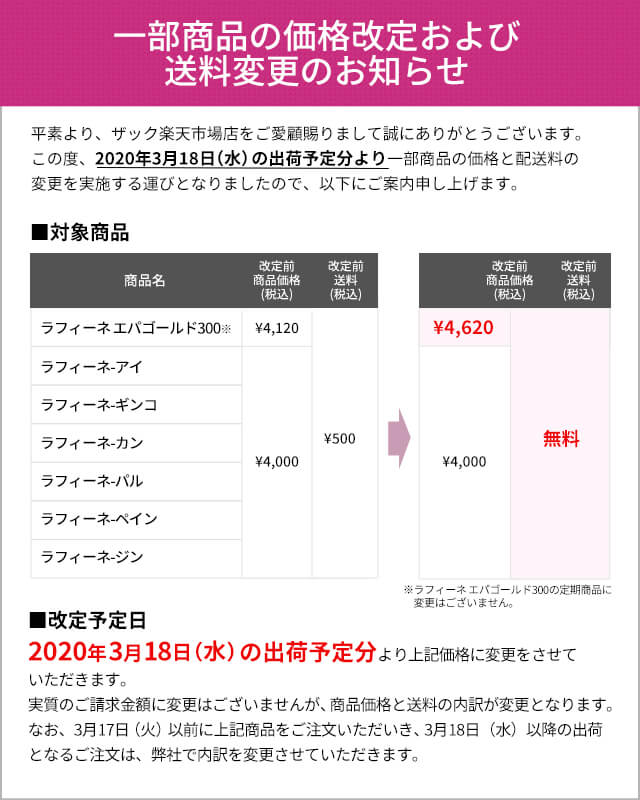 一部商品の価格改定および
送料変更のお知らせ
平素より、ザック楽天市場店をご愛顧賜りまして誠にありがとうございます。
この度、2020年3月18日(水)の出荷予定分より一部商品の価格と配送料の
変更を実施する運びとなりましたので、以下にご案内申し上げます。
■対象商品
商品名
改定前
商品価格
(税込)
改定前
送料
(税込)
改定前
商品価格
(税込)
改定前
送料
(税込)
ラフィーネ エパゴールド300※
¥4,120
¥4,620
ラフィーネ-アイ
ラフィーネ-ギンコ
ラフィーネ-カン
ラフィーネ-パル
ラフィーネ-ペイン
ラフィーネ-ジン
¥4,000
¥500
¥4,000
無料
※ラフィーネ エパゴールド300の定期商品に
変更はございません。
■改定予定日
2020年3月18日(水)の出荷予定分より上記価格に変更をさせて
いただきます。
実質のご請求金額に変更はございませんが、商品価格と送料の内訳が変更となります。
なお、3月17日(火)以前に上記商品をご注文いただいき、3月18日(水)以降の出荷
となるご注文は、弊社で内訳を変更させていただきます。